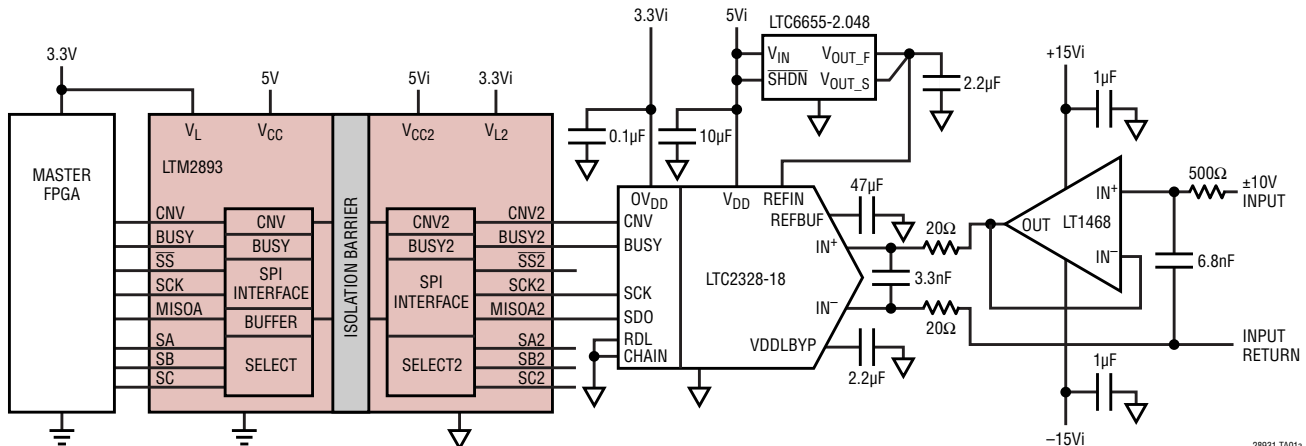 3.3V
5V
5Vi
3.3Vi
3.3Vi
5Vi
LTC6655-2.048
VIN
SHDN
VOUT_F
VOUT_S
2.2µF
+15Vi
1µF
MASTER
FPGA
VL
VCC
VCC2
VL2
LTM2893
0.1µF
10µF
CNV
BUSY
SS
SCK
MISOA
SA
SB
SC
CNV
BUSY
SPI
INTERFACE
BUFFER
SELECT
ISOLATION BARRIER
CNV2
BUSY2
SPI
INTERFACE
SELECT2
CNV2
BUSY2
SS2
SCK2
MISOA2
SA2
SB2
SC2
OVDD
VDD
REFIN
REFBUF
CNV
BUSY
SCK
SDO
RDL
CHAIN
LTC2328-18
IN+
IN−
VDDLBYP
47µF
2.2µF
20Ω
3.3nF
20Ω
OUT
LT1468
IN+
IN−
500Ω
±10V
INPUT
6.8nF
INPUT
RETURN
1µF
–15Vi
28931 TA01a